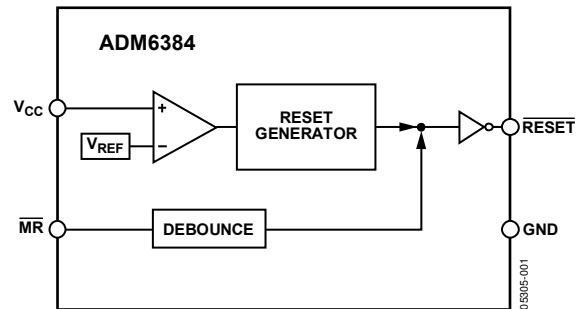 ADM6384
VCC
+
VREF
−
RESET
GENERATOR
RESET
MR
DEBOUNCE
GND
05305-001